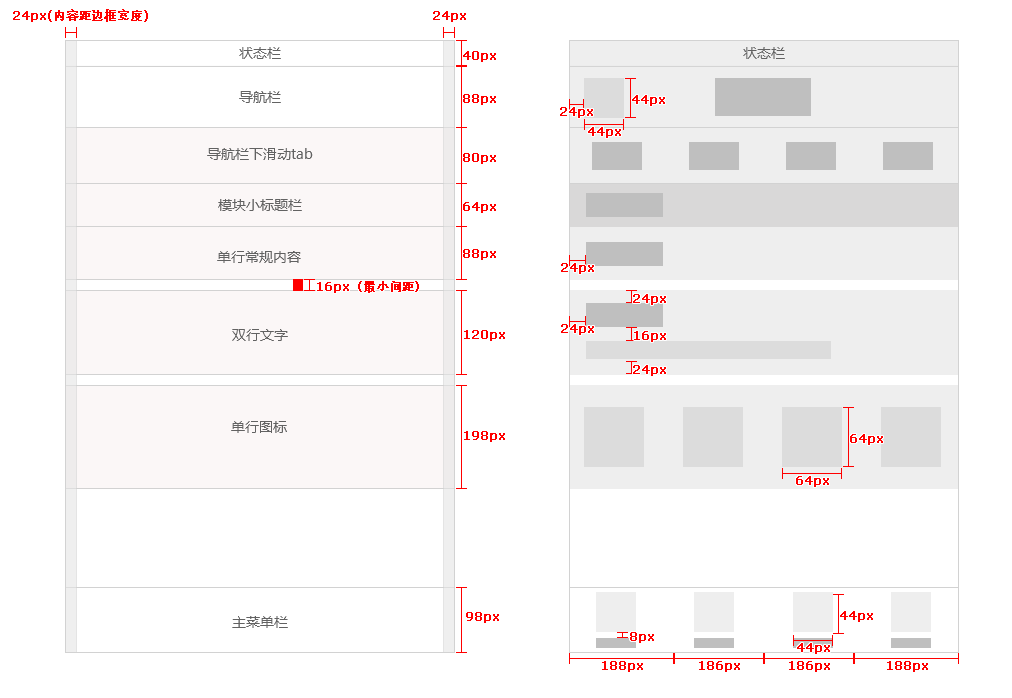 24px(内容距边框宽度)
24px
状态栏
40px
导航栏
88px
导航栏下滑动tab
80px
模块小标题栏
64px
单行常规内容
88px
16px（最小间距）
双行文字
120px
单行图标
198px
主菜单栏
98px
状态栏
24px
44px
44px
24px
24px
24px
16px
24px
64px
64px
44px
8px
44px
188px
186px
186px
188px